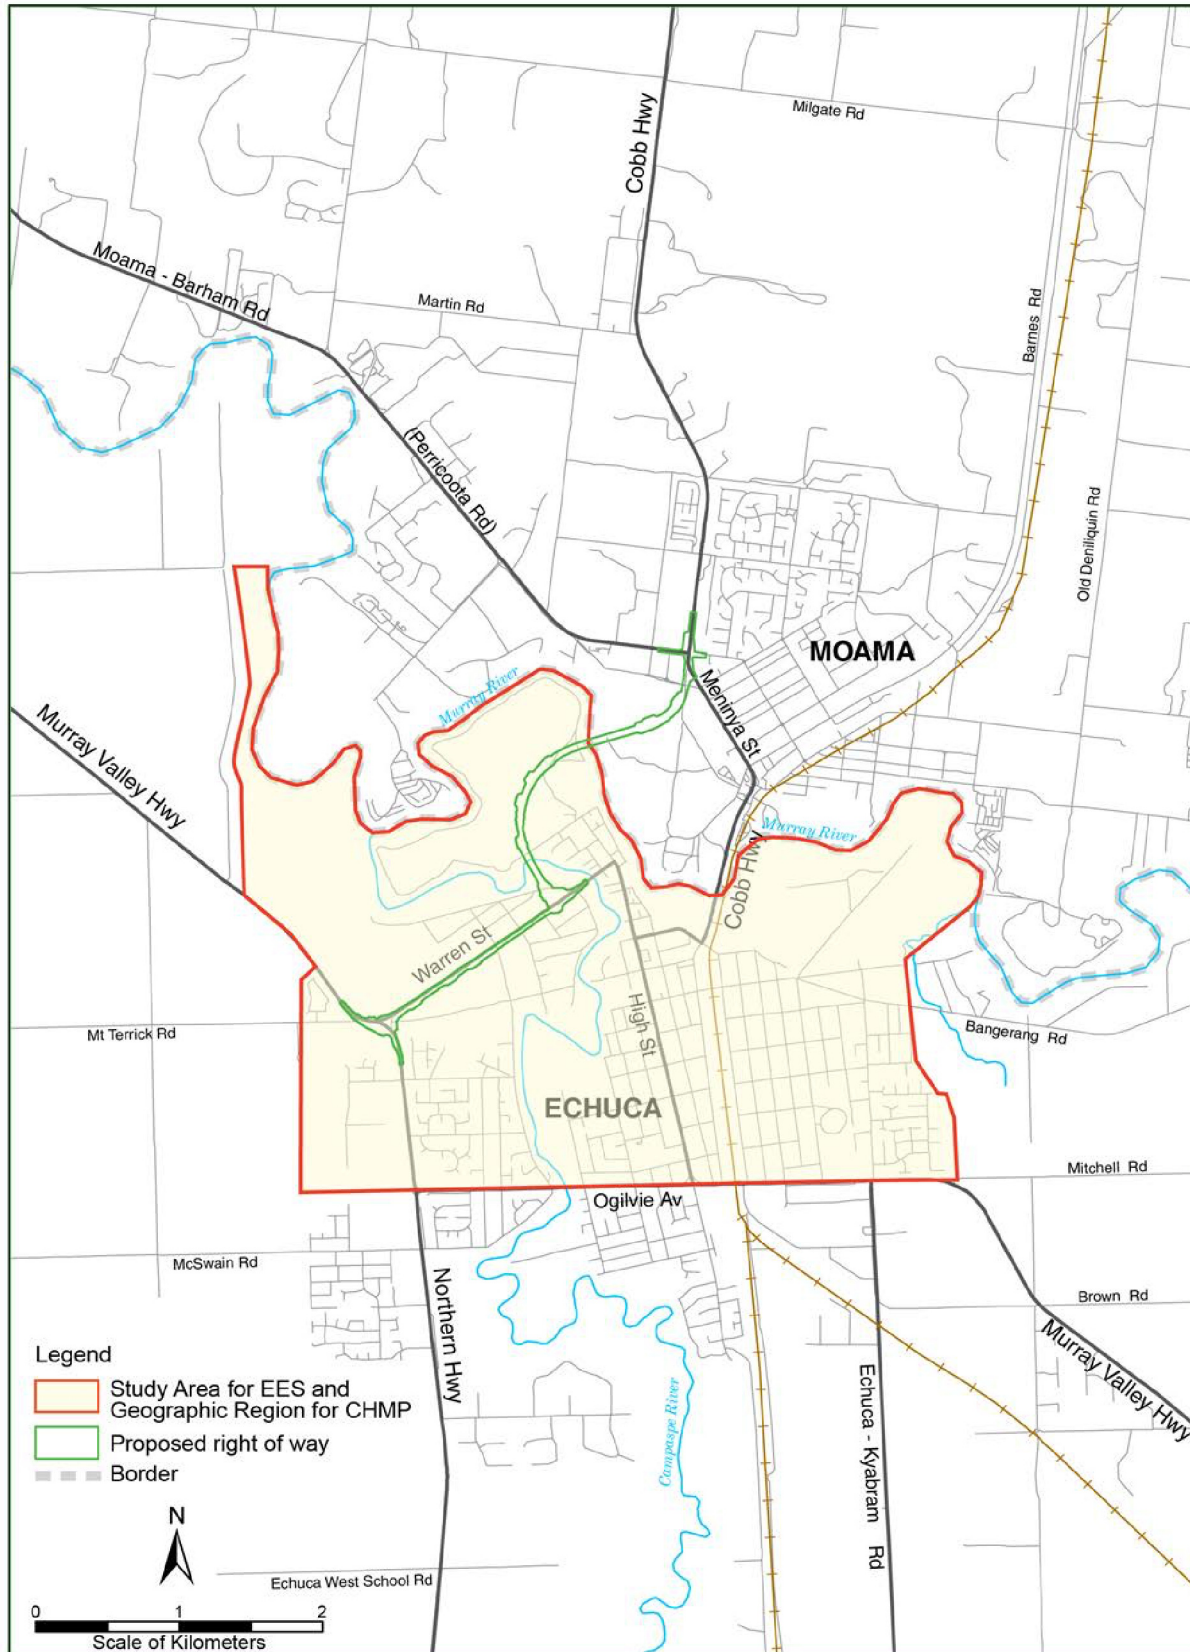 Milgate Rd
Cobb Hwy
Moama - Barham Rd
Martin Rd
Barnes Rd
(Perricoota Rd)
Old Deniliquin Rd
MOAMA
Murray River
Meninya St
Murray Valley Hwy
Murray River
Cobb Hwy
Warren St
High St
Mt Terrick Rd
Bangerang Rd
ECHUCA
Mitchell Rd
Ogilvie Av
McSwain Rd
Northern Hwy
Brown Rd
Murray Valley Hwy
Echuca - Kyabram Rd
Campaspe River
Legend
Study Area for EES and
Geographic Region for CHMP
Proposed right of way
Border
N
Echuca West School Rd
0 1 2
Scale of Kilometers